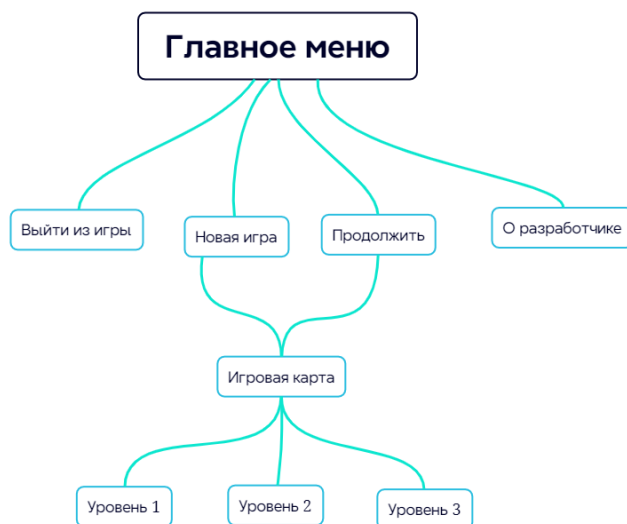 Главное меню
Выйти из игры
Новая игра
Продолжить
О разработчике
Игровая карта
Уровень 1
Уровень 2
Уровень 3